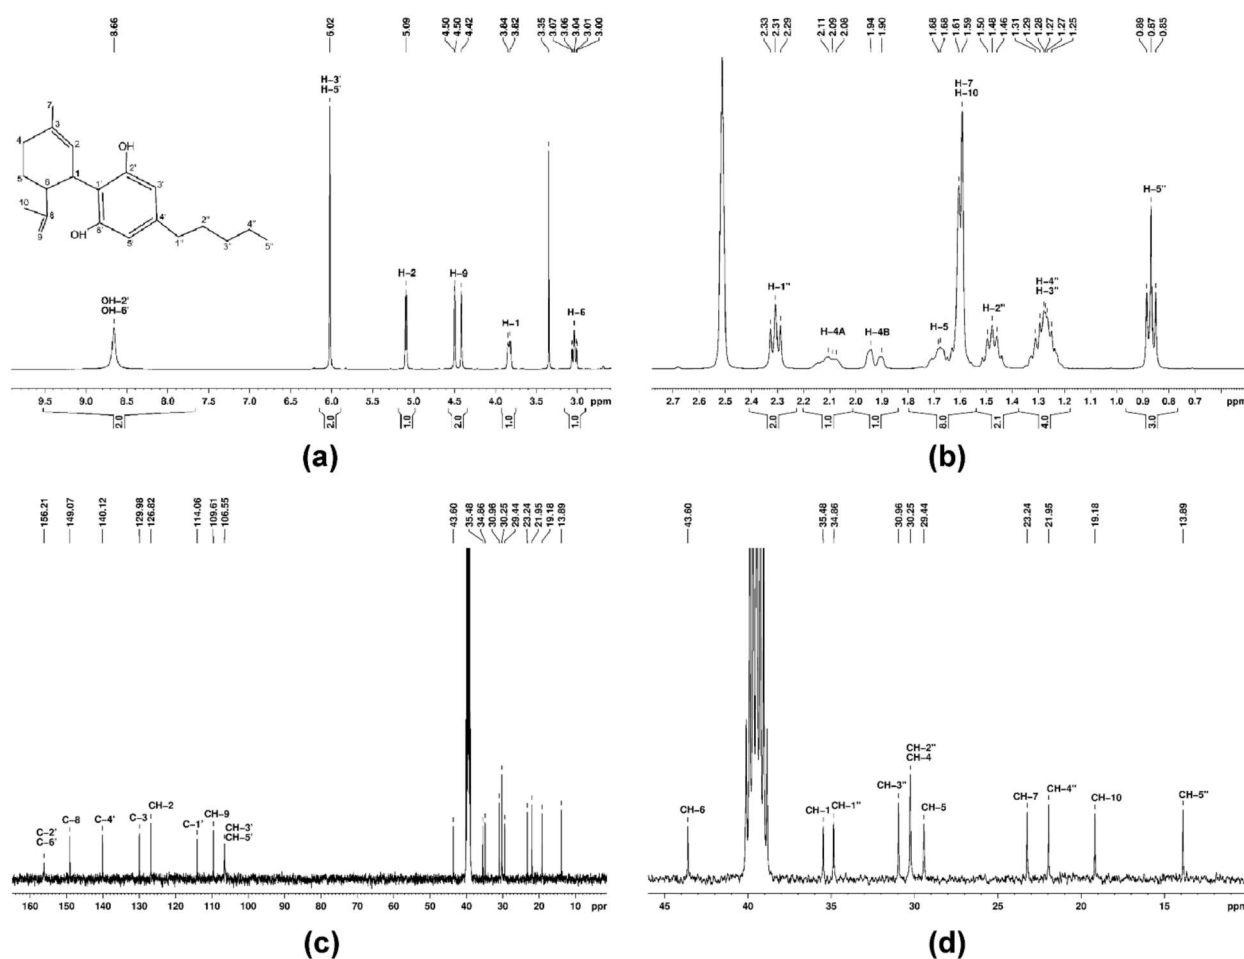 8.66
6.02
5.09
4.50
4.50
4.42
3.84
3.82
3.35
3.07
3.06
3.04
3.01
3.00
7
3
4
2
5
1
6
OH
2'
1'
3'
10
8
4'
6'
5'
9
OH
1"
2"
3"
4"
5"
H–3'
H–5'
OH–2'
OH–6'
H–2
H–9
H–1
H–6
9.5 9.0 8.5 8.0 7.5 7.0 6.5 6.0 5.5 5.0 4.5 4.0 3.5 3.0 ppm
2.0 2.0 1.0 2.0 1.0 1.0
(a)
2.33
2.31
2.29
2.11
2.09
2.08
1.94
1.90
1.68
1.68
1.61
1.59
1.50
1.48
1.46
1.31
1.29
1.28
1.27
1.27
1.25
0.89
0.87
0.85
H–7
H–10
H–1"
H–4A
H–4B
H–5
H–2"
H–4"
H–3"
H–5"
2.5 2.4 2.3 2.2 2.1 2.0 1.9 1.8 1.7 1.6 1.5 1.4 1.3 1.2 1.1 1.0 0.9 0.8 0.7 ppm
2.0 1.0 1.0 8.0 2.1 4.0 3.0
(b)
156.21
149.07
140.12
129.98
126.82
114.06
109.61
106.55
43.60
35.48
34.86
30.96
30.25
29.44
23.24
21.95
19.18
13.89
C–2'
C–6'
C–8
C–4'
C–3
CH–2
C–1'
CH–9
CH–3'
CH–5'
160 150 140 130 120 110 100 90 80 70 60 50 40 30 20 10 ppm
(c)
43.60
35.48
34.86
30.96
30.25
29.44
23.24
21.95
19.18
13.89
CH–6
CH–1
CH–1"
CH–3"
CH–2"
CH–4
CH–5
CH–7
CH–4"
CH–10
CH–5"
45 40 35 30 25 20 15 ppm
(d)